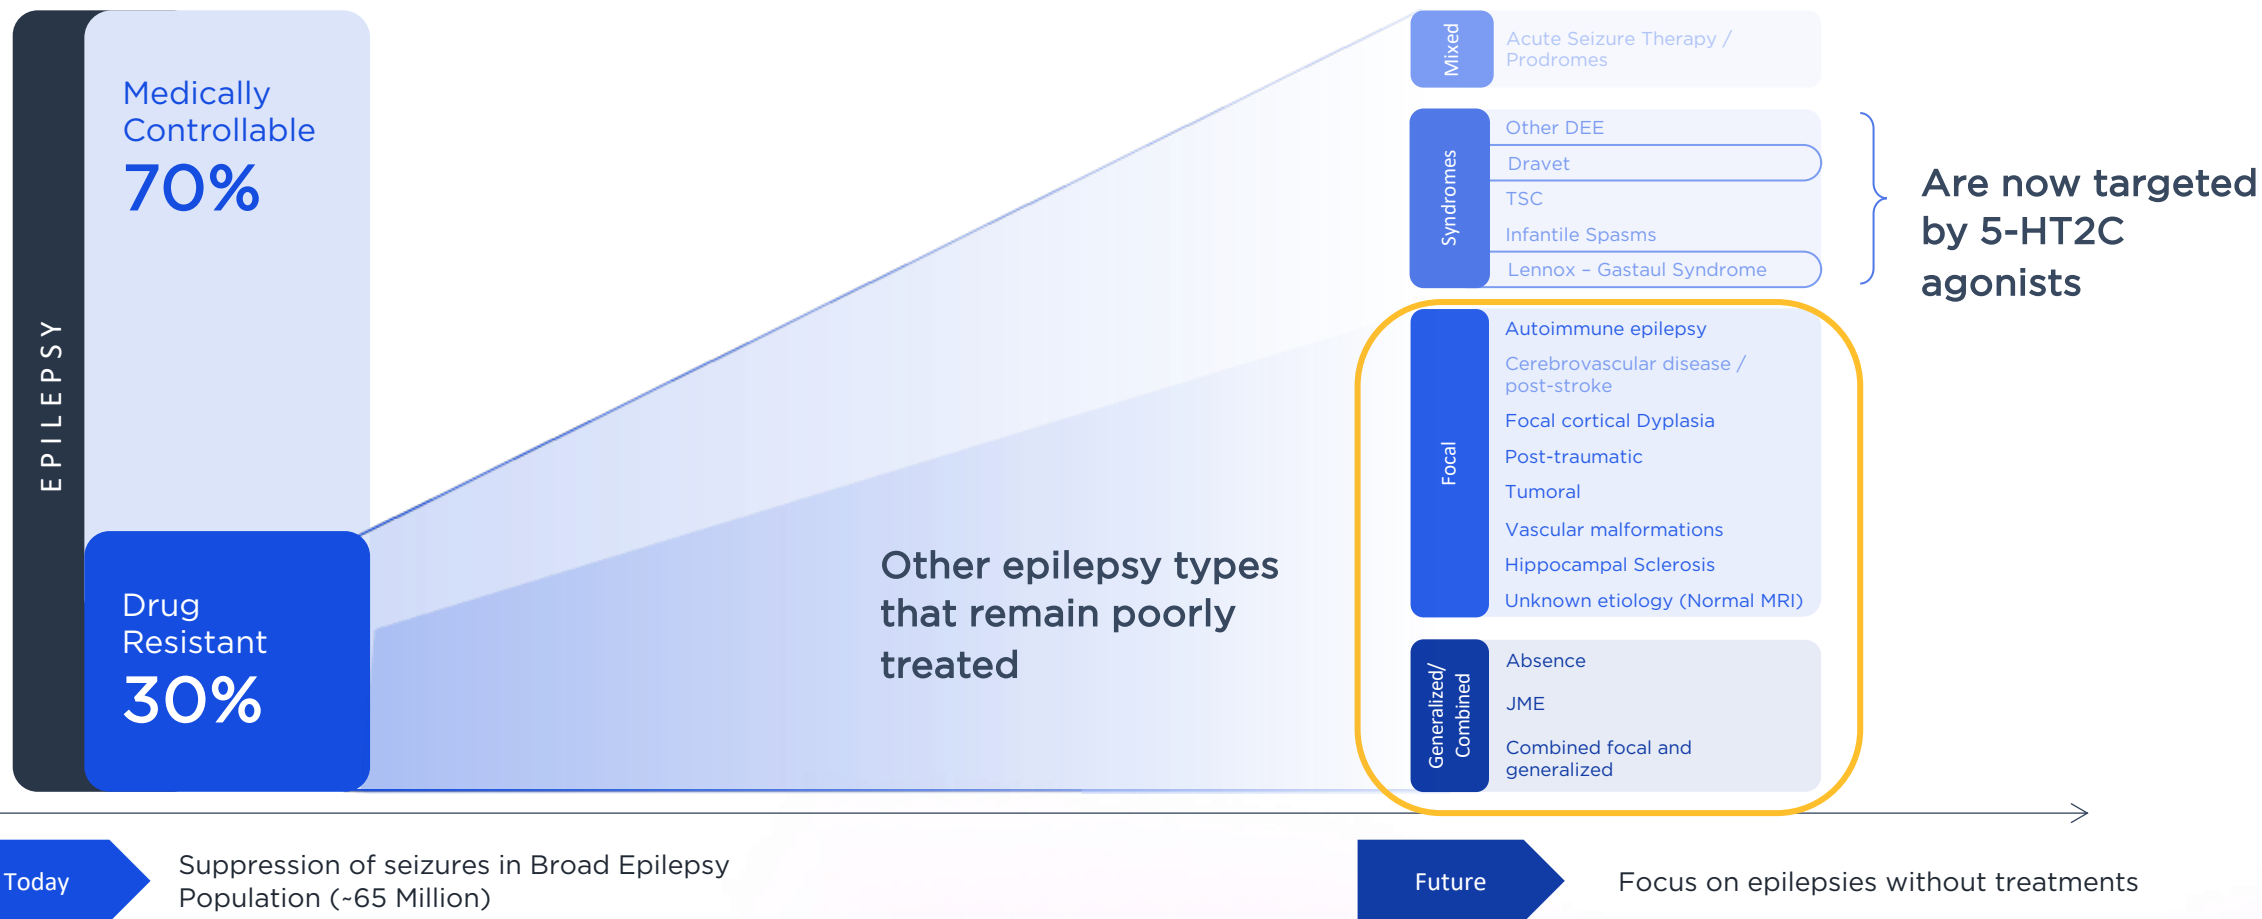 EPILEPSY
Medically
Controllable
70%
Drug
Resistant
30%
Other epilepsy types
that remain poorly
treated
Mixed
Acute Seizure Therapy /
Prodromes
Syndromes
Other DEE
Dravet
TSC
Infantile Spasms
Lennox – Gastaul Syndrome
Are now targeted
by 5-HT2C
agonists
Focal
Autoimmune epilepsy
Cerebrovascular disease /
post-stroke
Focal cortical Dyplasia
Post-traumatic
Tumoral
Vascular malformations
Hippocampal Sclerosis
Unknown etiology (Normal MRI)
Generalized/
Combined
Absence
JME
Combined focal and
generalized
Today
Suppression of seizures in Broad Epilepsy
Population (~65 Million)
Future
Focus on epilepsies without treatments